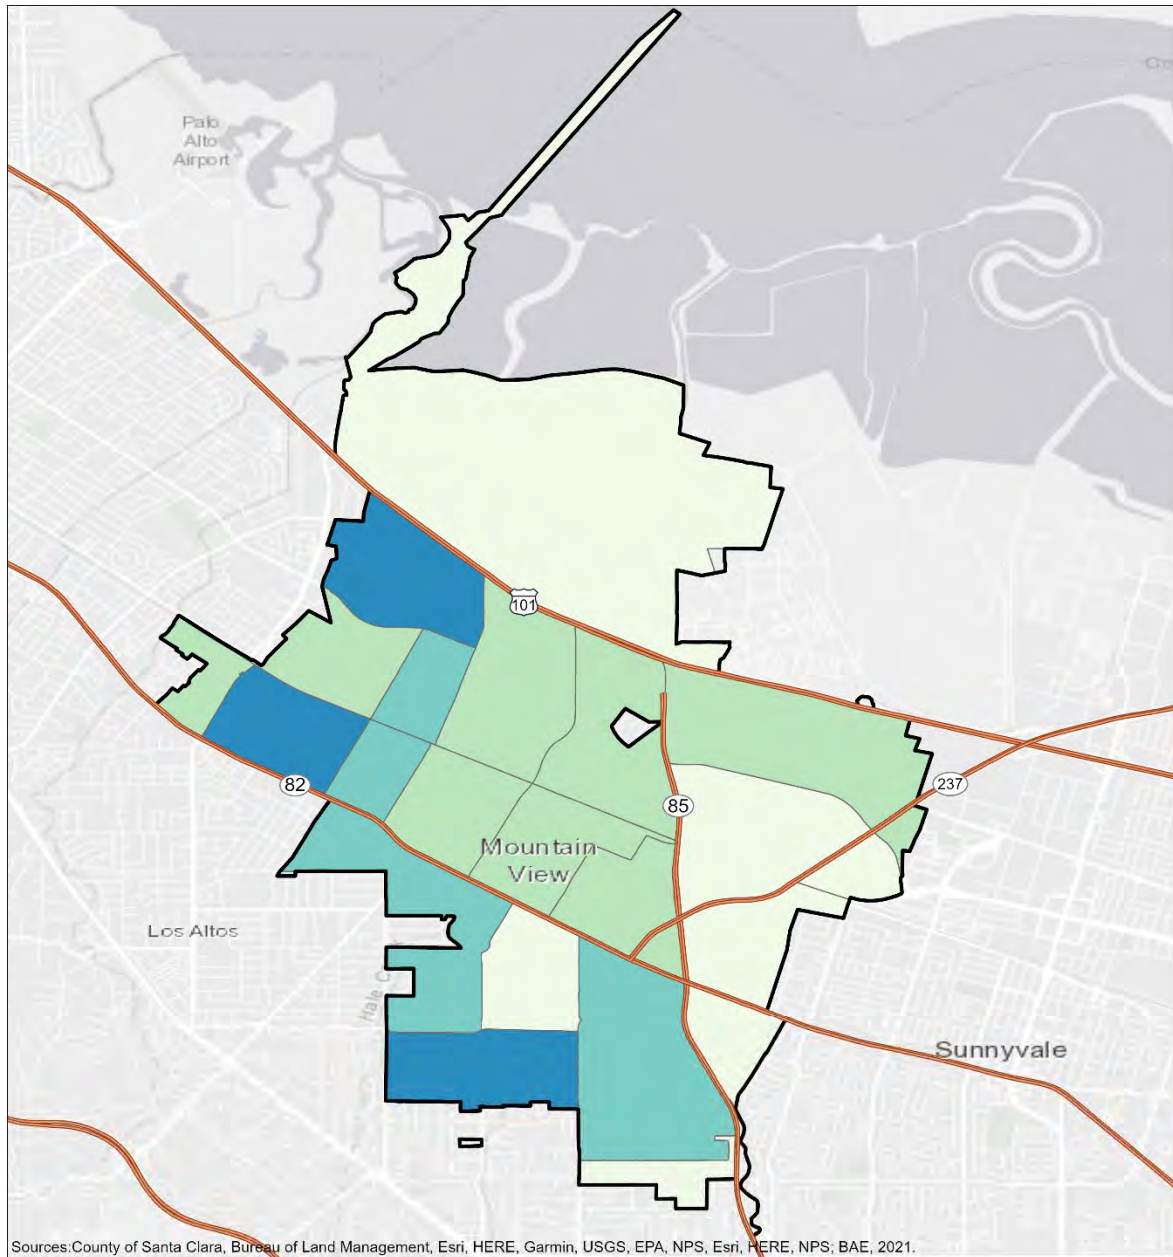 Palo
Alto
Airport
101
82
85
237
Mountain
View
Los Altos
Hale C
Sunnyvale
Sources:County of Santa Clara, Bureau of Land Management, Esri, HERE, Garmin, USGS, EPA, NPS, Esri, HERE, NPS; BAE, 2021.